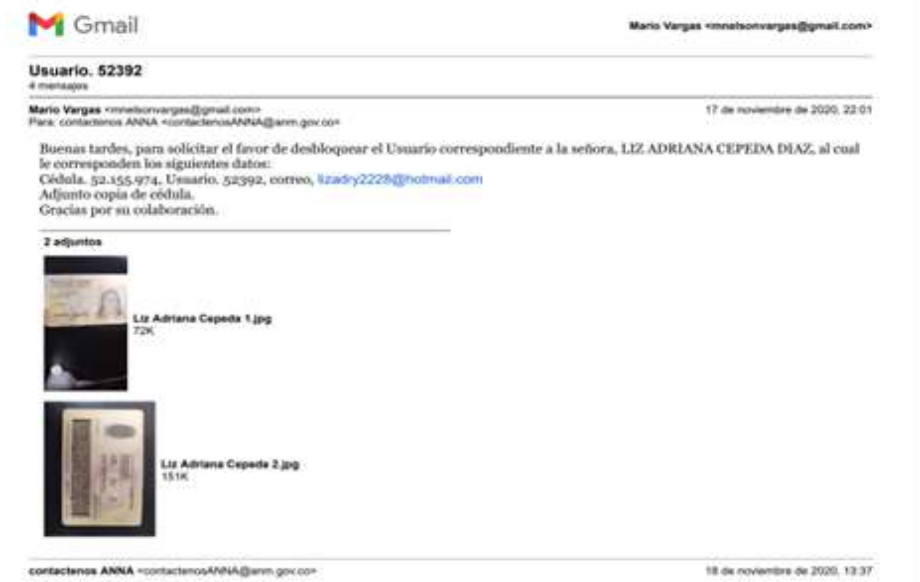 Gmail
Mario Vargas <mnelsonvargas@gmail.com>
Usuario. 52392
4 mensajes
Mario Vargas <mnelsonvargas@gmail.com>
17 de noviembre de 2020, 22:01
Para: contactenos ANNA <contactenosANNA@anm.gov.co>
Buenas tardes, para solicitar el favor de desbloquear el Usuario correspondiente a la señora, LIZ ADRIANA CEPEDA DIAZ, al cual
le corresponden los siguientes datos:
Cédula. 52.155.974, Usuario. 52392, correo, lizadry2228@hotmail.com
Adjunto copia de cédula.
Gracias por su colaboración.
2 adjuntos
Liz Adriana Cepeda 1.jpg
72K
Liz Adriana Cepeda 2.jpg
151K
contactenos ANNA <contactenosANNA@anm.gov.co>
18 de noviembre de 2020, 13:37